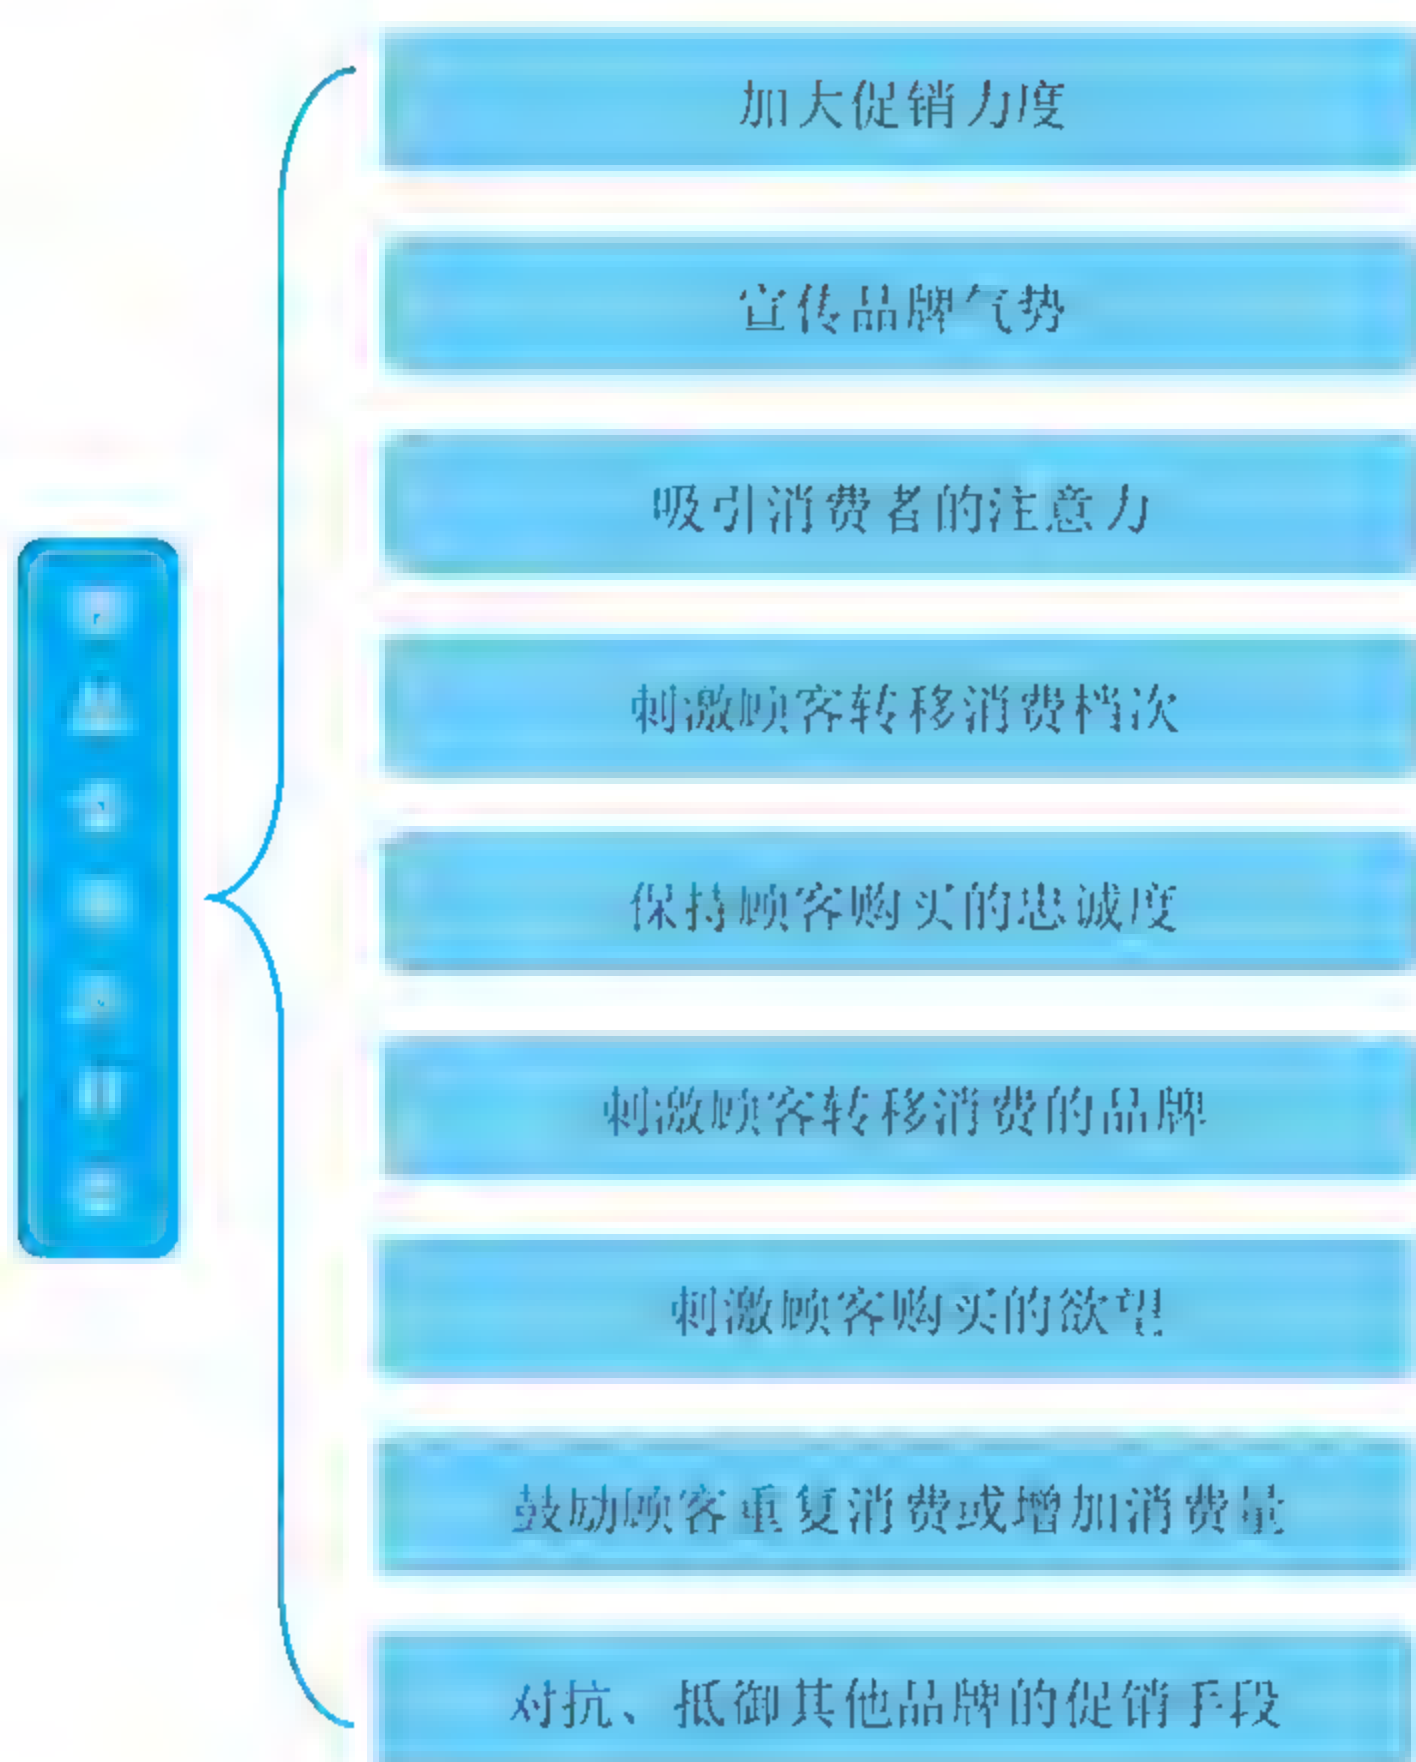 加大促销力度
宣传品牌气势
吸引消费者的注意力
刺激顾客转移消费档次
保持顾客购买的忠诚度
刺激顾客转移消费的品牌
刺激顾客购买的欲望
鼓励顾客重复消费或增加消费量
对抗、抵御其他品牌的促销手段